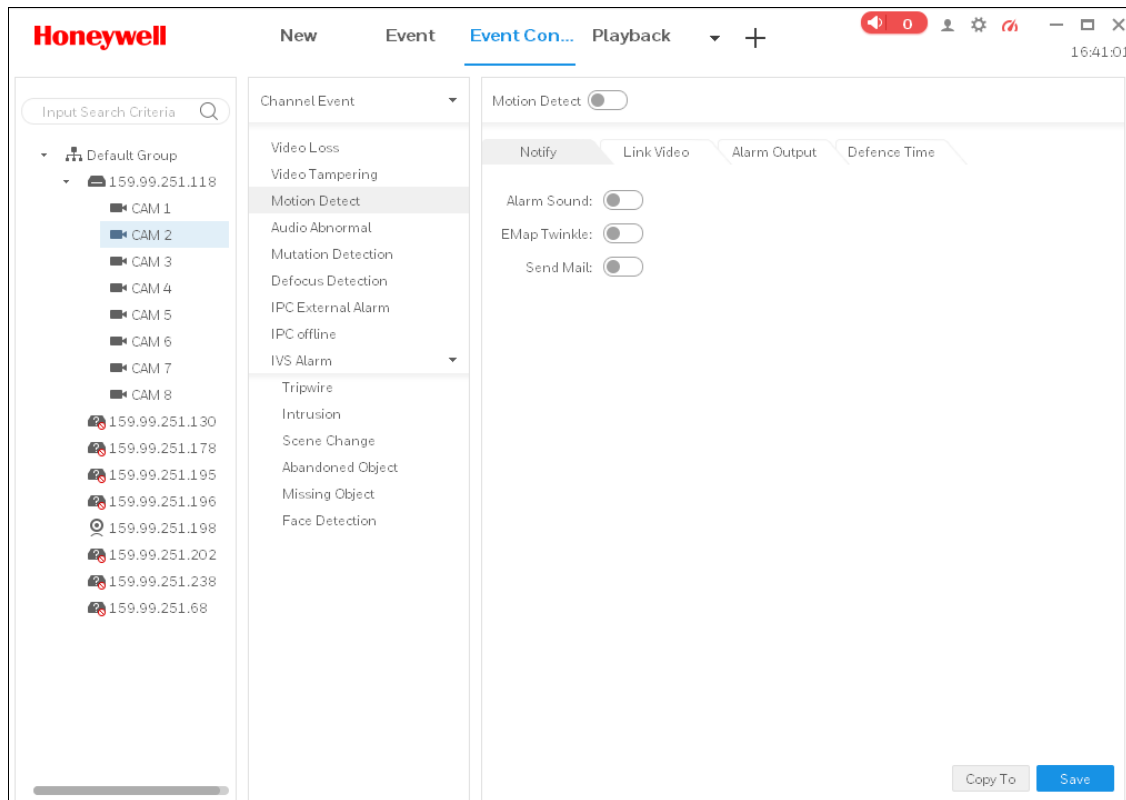 Honeywell
New
Event
Event Con...
Playback
0
16:41:01
Input Search Criteria
Default Group
159.99.251.118
CAM 1
CAM 2
CAM 3
CAM 4
CAM 5
CAM 6
CAM 7
CAM 8
159.99.251.130
159.99.251.178
159.99.251.195
159.99.251.196
159.99.251.198
159.99.251.202
159.99.251.238
159.99.251.68
Channel Event
Video Loss
Video Tampering
Motion Detect
Audio Abnormal
Mutation Detection
Defocus Detection
IPC External Alarm
IPC offline
IVS Alarm
Tripwire
Intrusion
Scene Change
Abandoned Object
Missing Object
Face Detection
Motion Detect
Notify
Link Video
Alarm Output
Defence Time
Alarm Sound:
EMap Twinkle:
Send Mail:
Copy To
Save